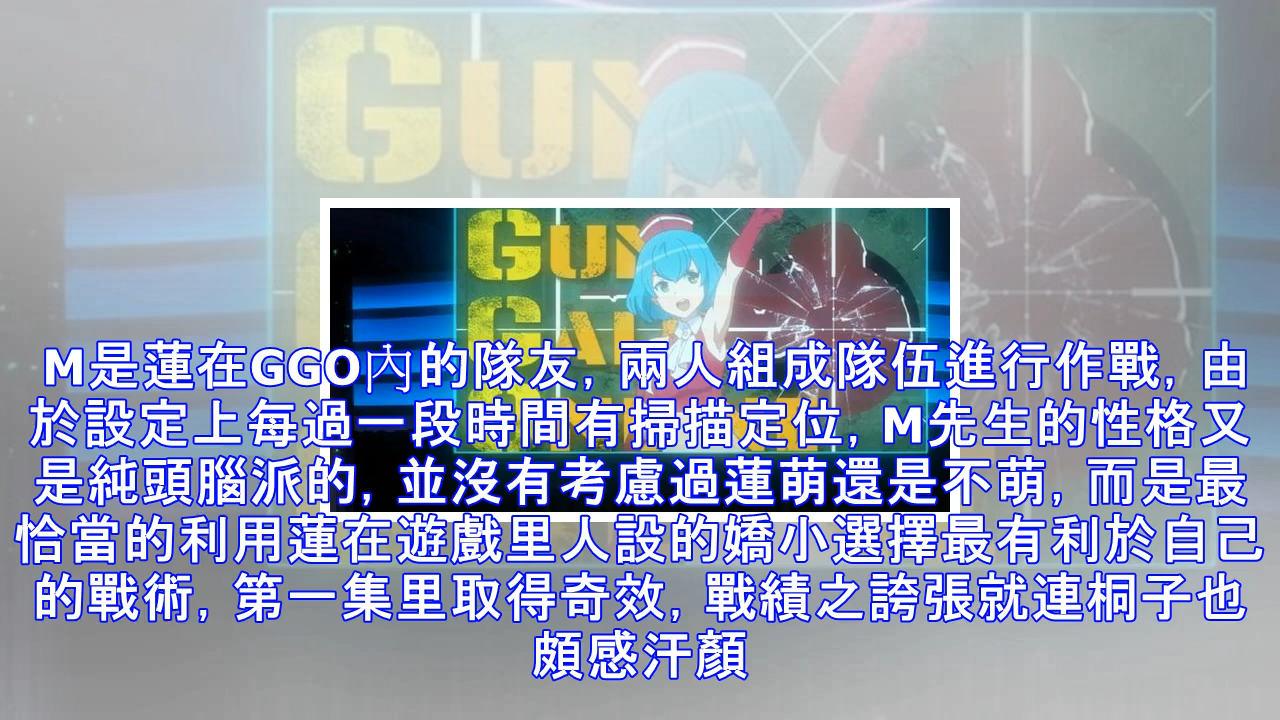 GUN
G
GUN
GAL
M是蓮在GGO內的隊友, 兩人組成隊伍進行作戰, 由
於設定上每過一段時間有掃描定位, M先生的性格又
是純頭腦派的, 並沒有考慮過蓮萌還是不萌, 而是最
恰當的利用蓮在遊戲里人設的嬌小選擇最有利於自己
的戰術, 第一集里取得奇效, 戰績之誇張就連桐子也
頗感汗顏